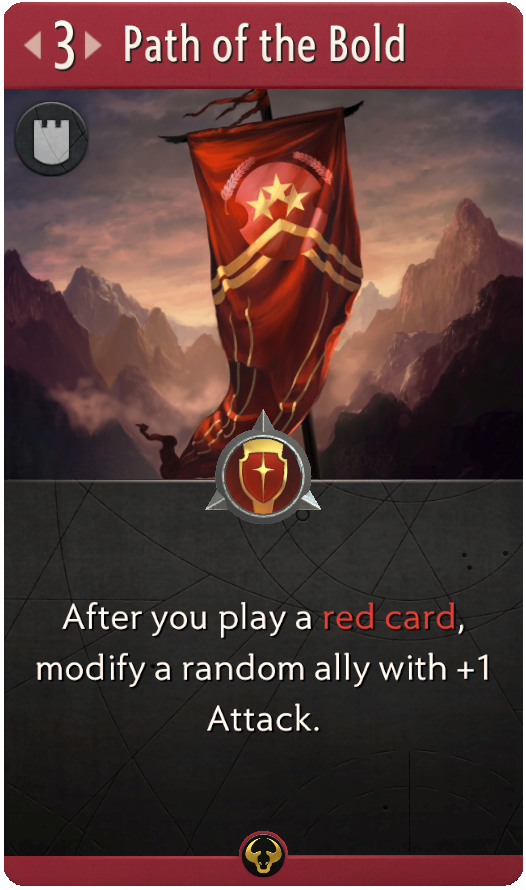 3 Path of the Bold
After you play a red card,
modify a random ally with +1
Attack.